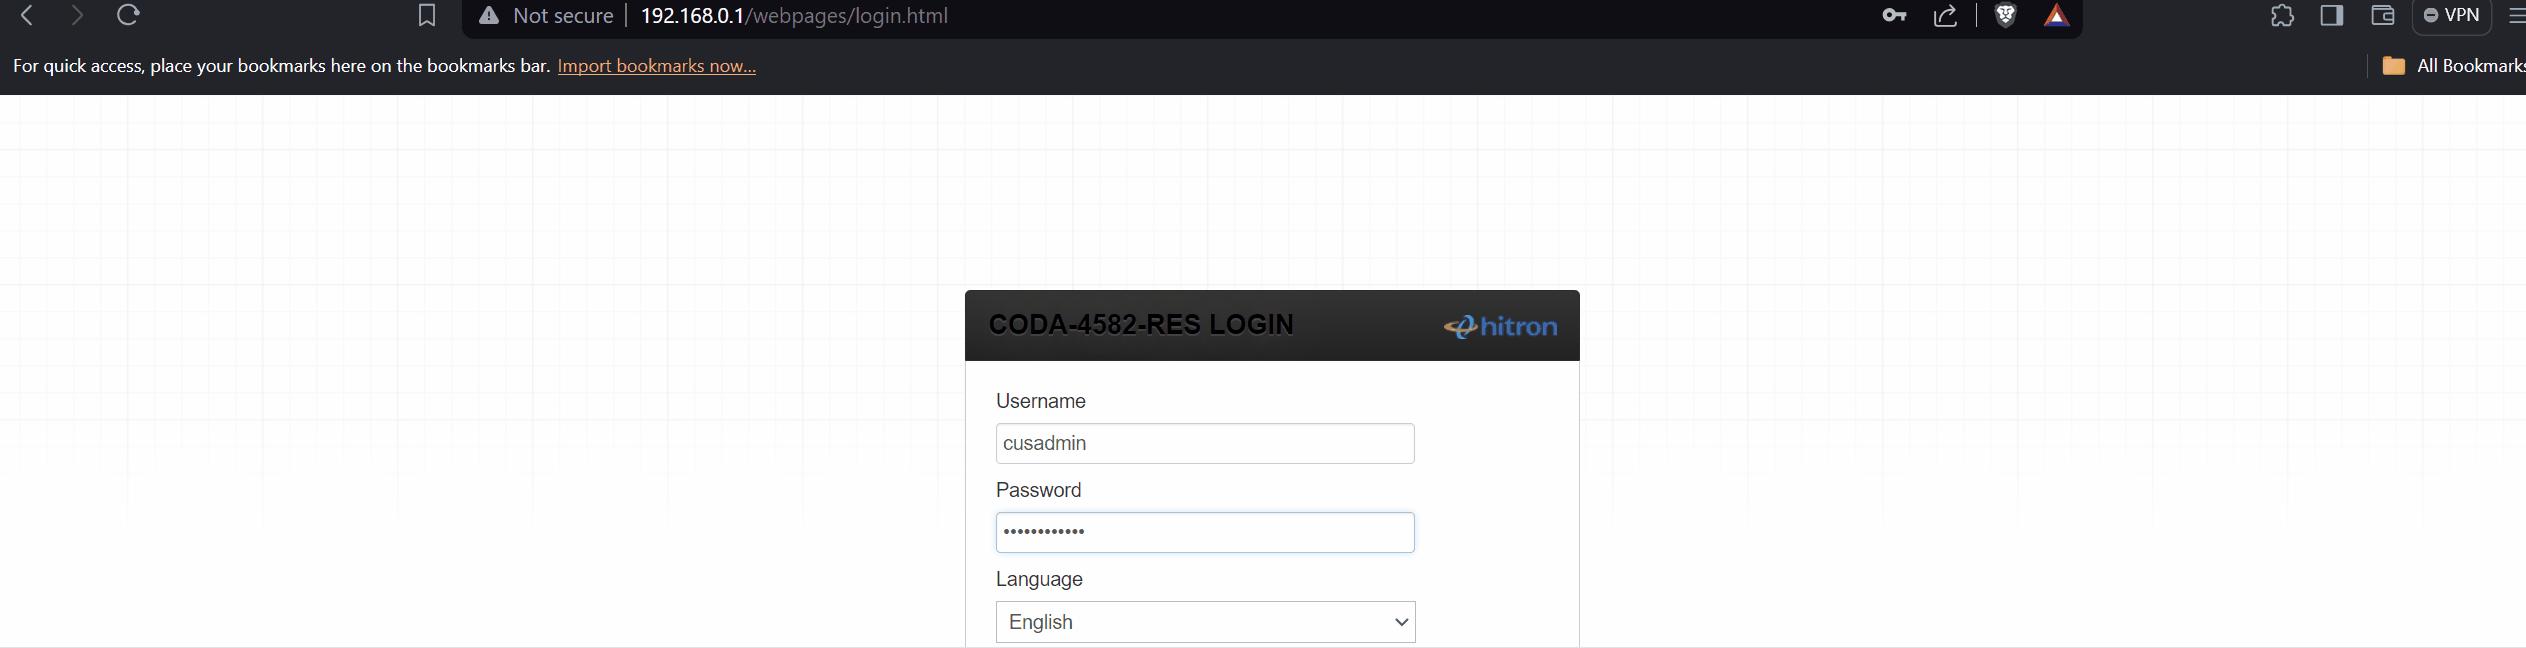 Not secure 192.168.0.1/webpages/login.html VPN
For quick access, place your bookmarks here on the bookmarks bar. Import bookmarks now... All Bookmarks
CODA-4582-RES LOGIN hitron
Username
cusadmin
Password
••••••••••••
Language
English